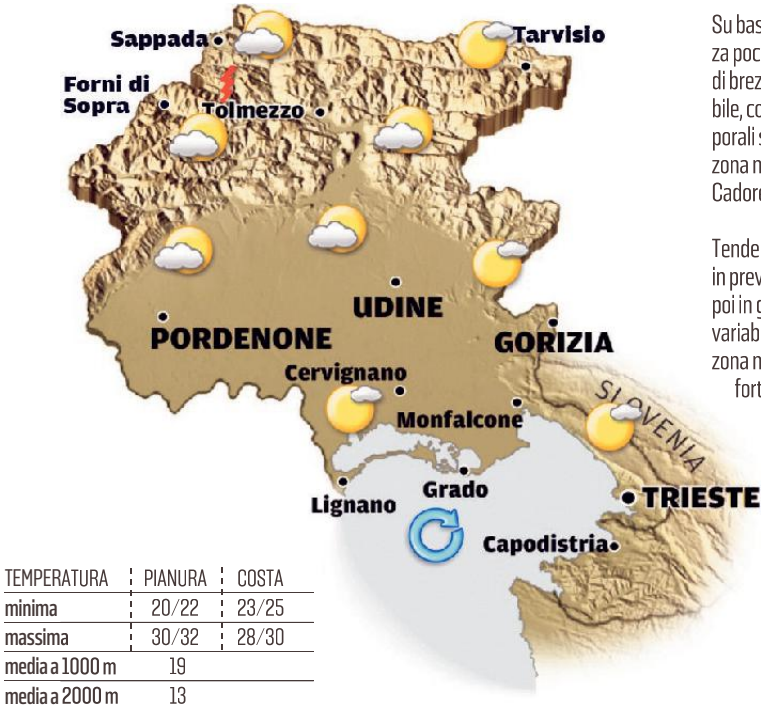 Sappada
Tarvisio
Forni di
Sopra
Tolmezzo
UDINE
PORDENONE
GORIZIA
Cervignano
Monfalcone
SLOVENIA
Lignano
Grado
TRIESTE
Capodistria
TEMPERATURA PIANURA COSTA
minima 20/22 23/25
massima 30/32 28/30
media a 1000 m 19
media a 2000 m 13
Su bas
za poc
di brez
bile, co
porali s
zona m
Cadore
Tende
in prev
poi in g
variab
zona m
fort